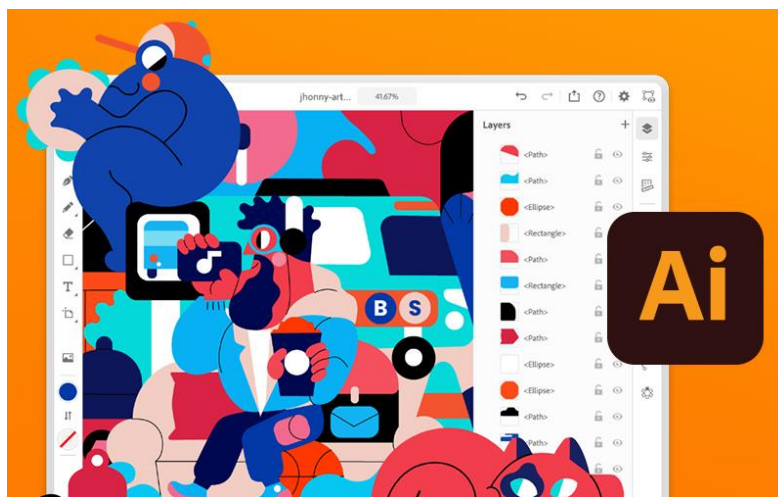 jhonny-art...
41.67%
Layers
<Path>
<Path>
<Ellipse>
<Rectangle>
<Path>
<Rectangle>
<Path>
<Path>
<Ellipse>
<Ellipse>
<Path>
<Path>
T
B S
Ai